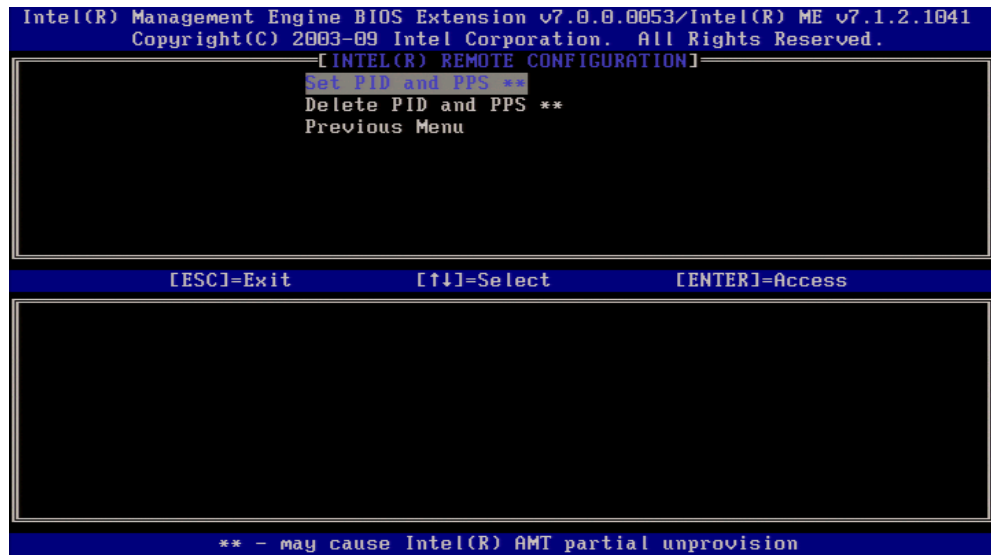 Intel(R) Management Engine BIOS Extension v7.0.0.0053/Intel(R) ME v7.1.2.1041
Copyright(C) 2003-09 Intel Corporation. All Rights Reserved.
[INTEL(R) REMOTE CONFIGURATION]
Set PID and PPS **
Delete PID and PPS **
Previous Menu
[ESC]=Exit [↑↓]=Select [ENTER]=Access
** - may cause Intel(R) AMT partial unprovision